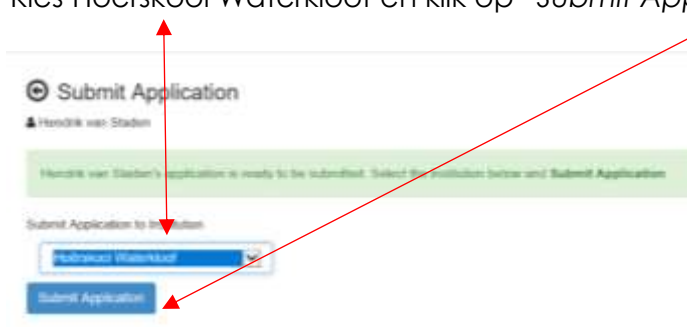 Kies Hoërskool Waterkloof en klik op "Submit App
Submit Application
Hendrik van Staden
Hendrik van Staden's application is ready to be submitted. Select the institution below and Submit Application
Submit Application to Institution
Hoërskool Waterkloof
Submit Application